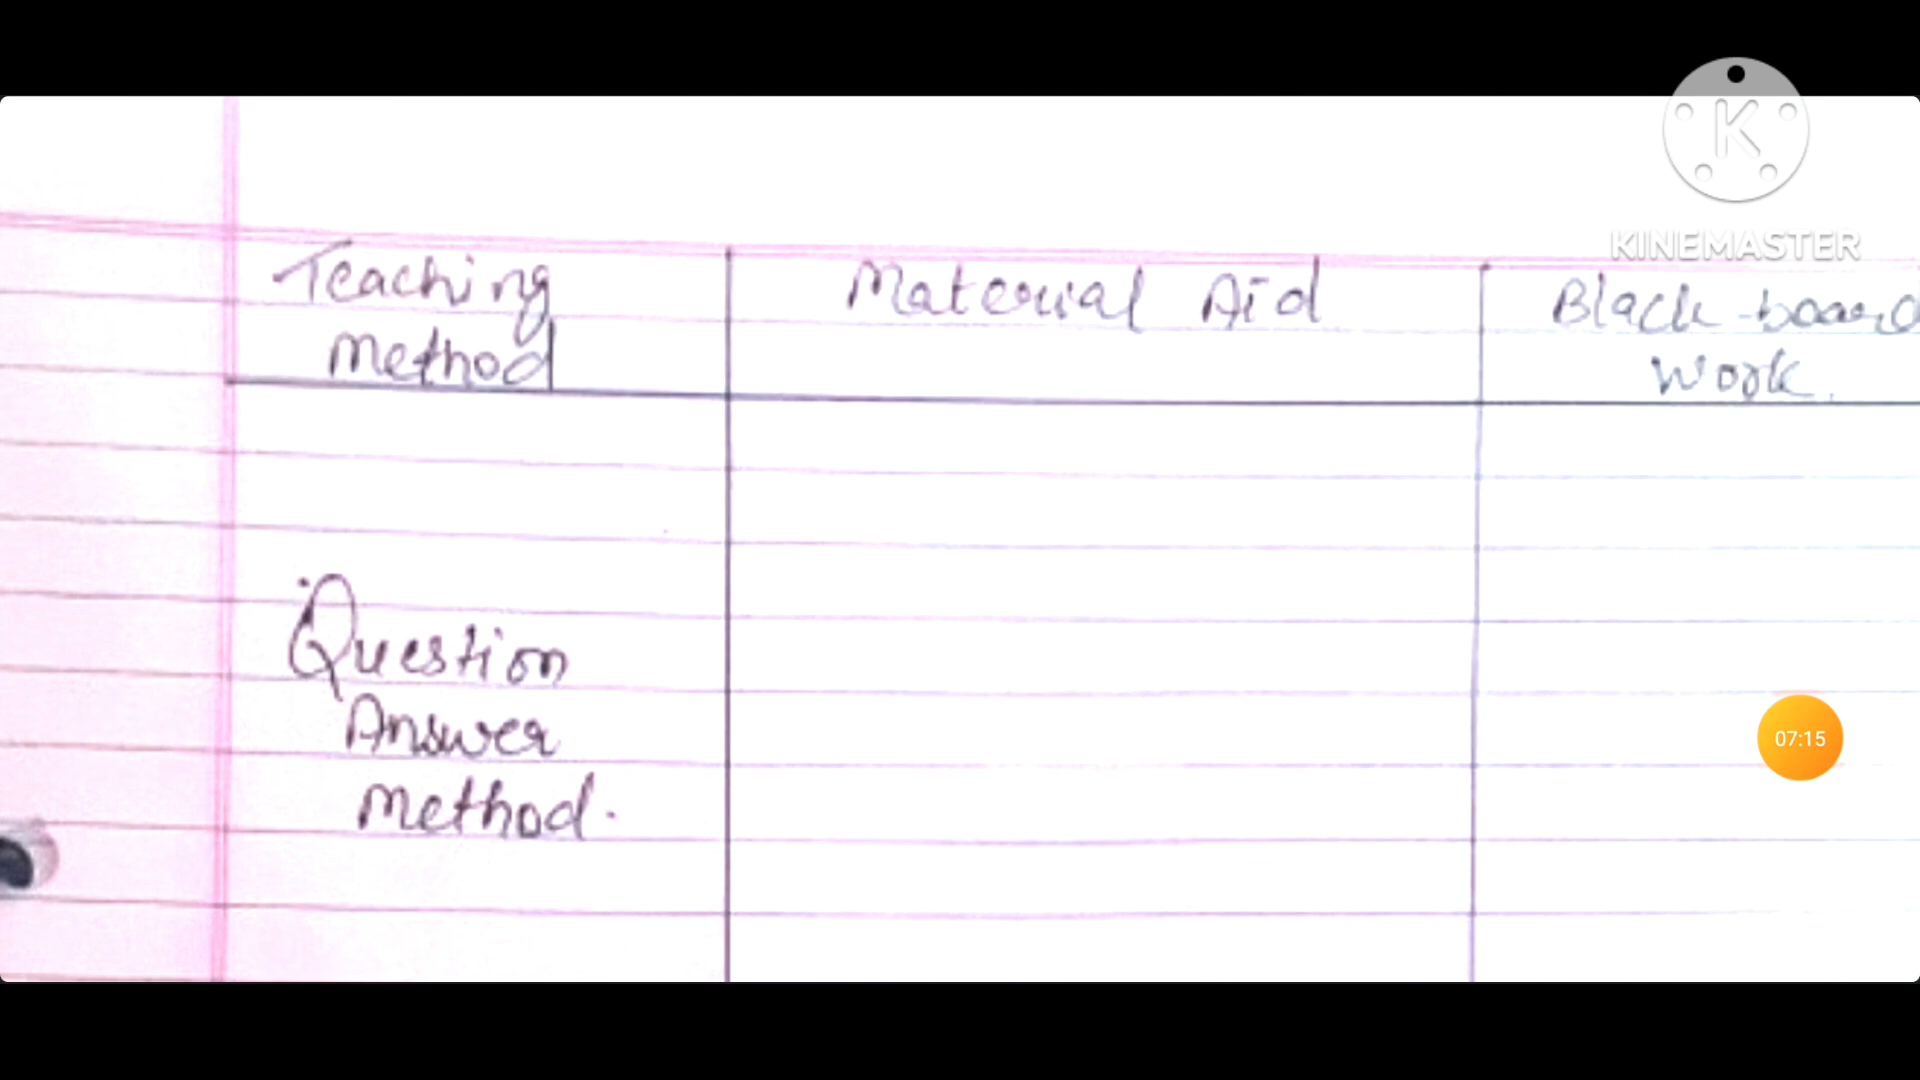 KINEMASTER
Teaching Material Aid Black-board
Method Work.
Question
Answer
Method.
07:15